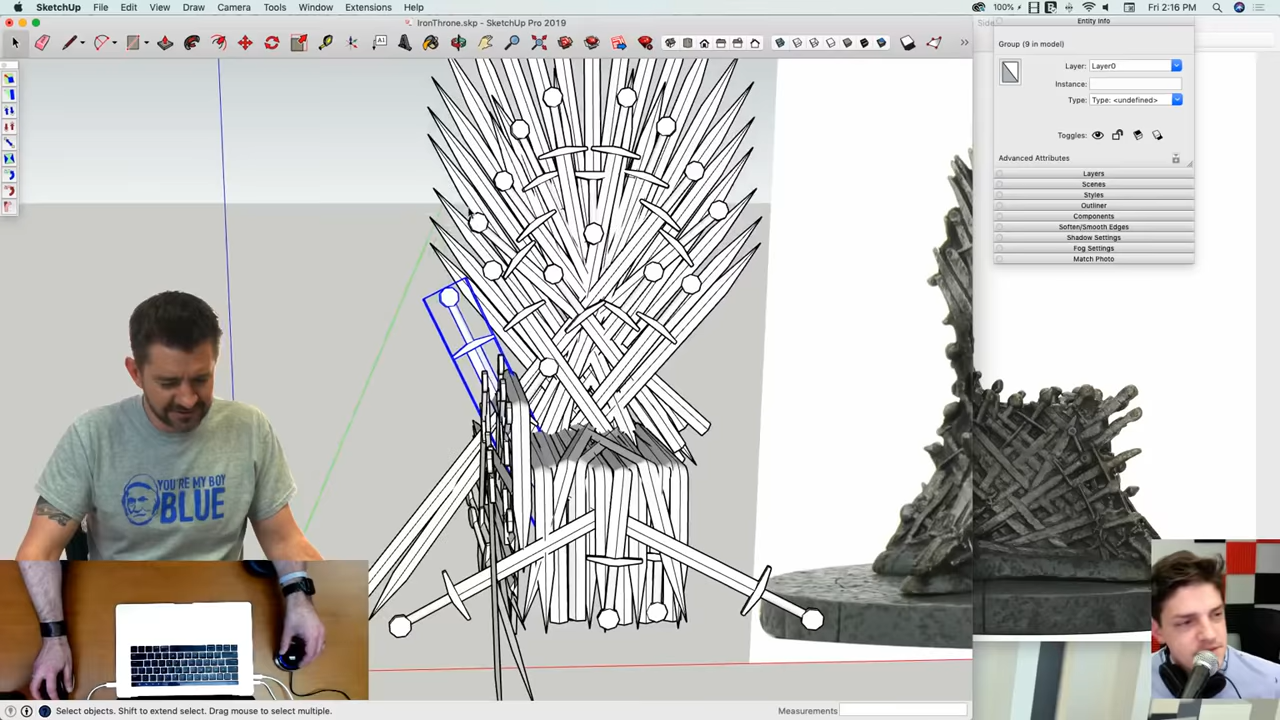 SketchUp File Edit View Draw Camera Tools Window Extensions Help
100% Fri 2:16 PM
IronThrone.skp - SketchUp Pro 2019
Side
Entity Info
Group (9 in model)
Layer: Layer0
Instance:
Type: Type: <undefined>
Toggles:
Advanced Attributes
Layers
Scenes
Styles
Outliner
Components
Soften/Smooth Edges
Shadow Settings
Fog Settings
Match Photo
YOU'RE MY BOY
BLUE
Select objects. Shift to extend select. Drag mouse to select multiple.
Measurements